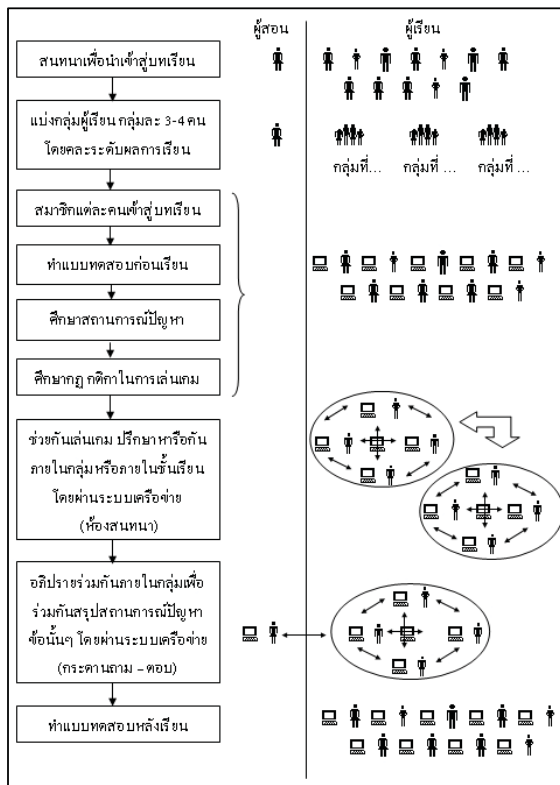 ผู้สอน
ผู้เรียน
สนทนาเพื่อนำเข้าสู่บทเรียน
แบ่งกลุ่มผู้เรียน กลุ่มละ 3-4 คน
โดยคละระดับผลการเรียน
กลุ่มที่...
กลุ่มที่ ...
กลุ่มที่ ...
สมาชิกแต่ละคนเข้าสู่บทเรียน
ทำแบบทดสอบก่อนเรียน
ศึกษาสถานการณ์ปัญหา
ศึกษากฎ กติกาในการเล่นเกม
ช่วยกันเล่นเกม ปรึกษาหารือกัน
ภายในกลุ่มหรือภายในชั้นเรียน
โดยผ่านระบบเครือข่าย
(ห้องสนทนา)
อภิปรายร่วมกันภายในกลุ่มเพื่อ
ร่วมกันสรุปสถานการณ์ปัญหา
ข้อนั้นๆ โดยผ่านระบบเครือข่าย
(กระดานถาม – ตอบ)
ทำแบบทดสอบหลังเรียน